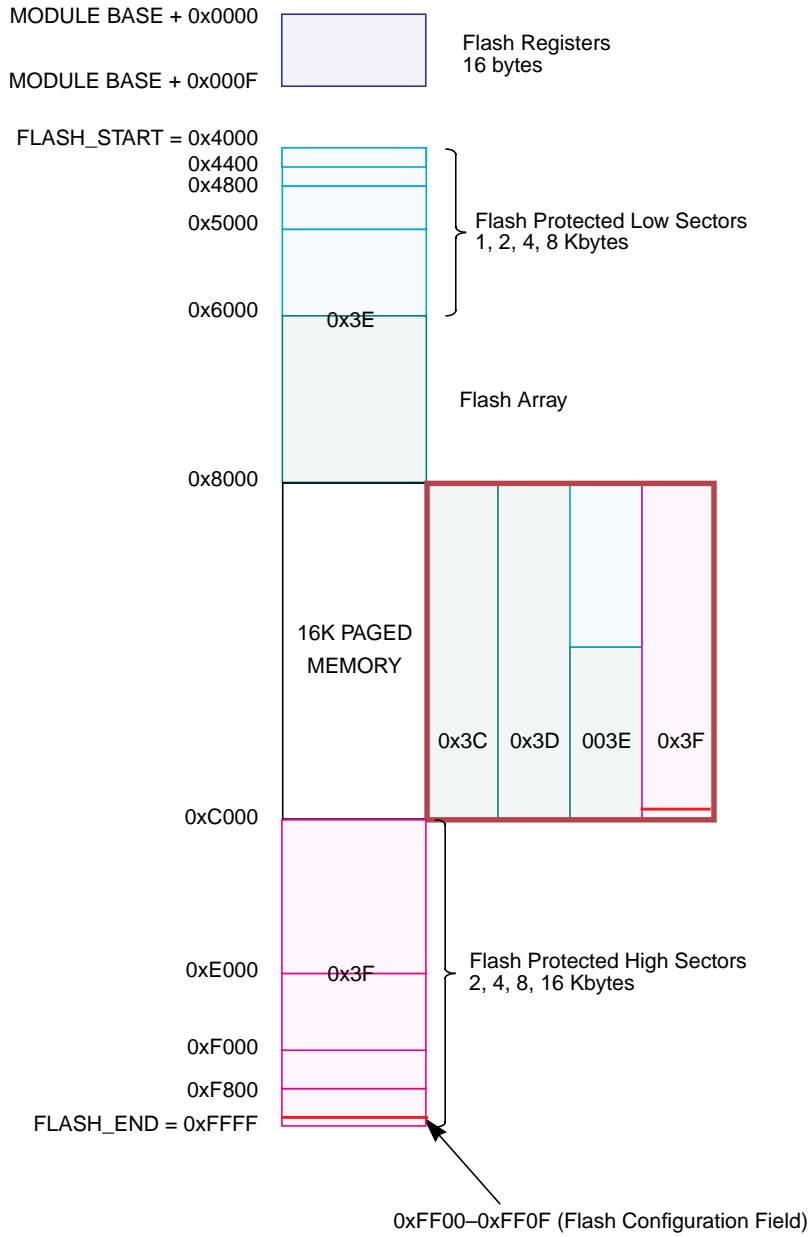 MODULE BASE + 0x0000
Flash Registers
16 bytes
MODULE BASE + 0x000F
FLASH_START = 0x4000
0x4400
0x4800
0x5000
Flash Protected Low Sectors
1, 2, 4, 8 Kbytes
0x6000
0x3E
Flash Array
0x8000
16K PAGED
MEMORY
0x3C
0x3D
003E
0x3F
0xC000
0xE000
0x3F
Flash Protected High Sectors
2, 4, 8, 16 Kbytes
0xF000
0xF800
FLASH_END = 0xFFFF
0xFF00–0xFF0F (Flash Configuration Field)